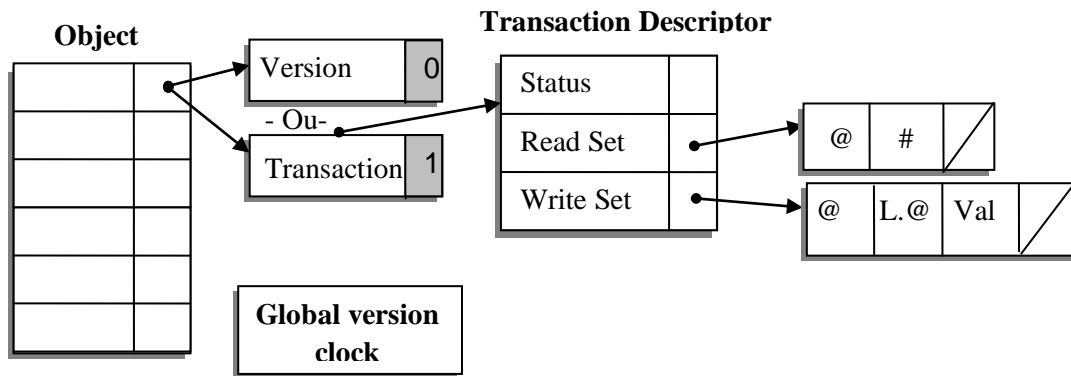 Transaction Descriptor
Object
Version 0
- Ou-
Transaction 1
Status
Read Set
Write Set
@ #
@ L.@ Val
Global version
clock